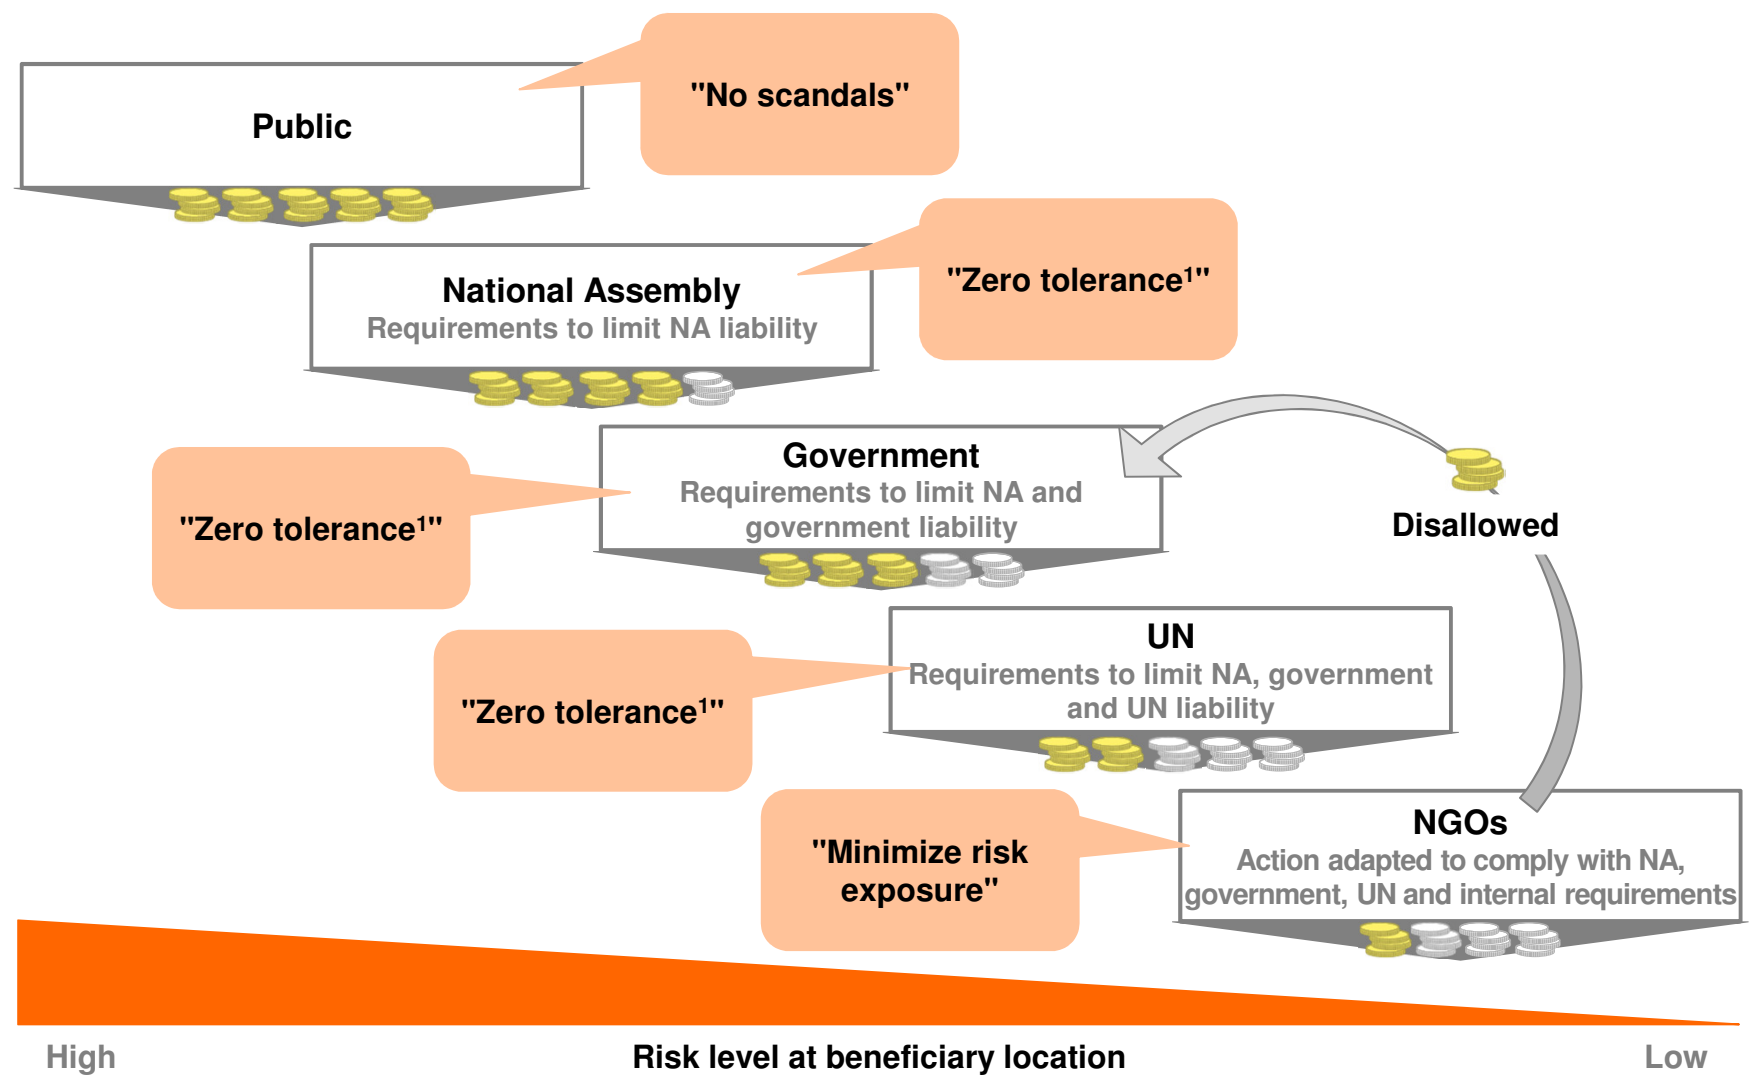 "No scandals"
Public
National Assembly
Requirements to limit NA liability
"Zero tolerance¹"
Government
Requirements to limit NA and
government liability
"Zero tolerance¹"
Disallowed
UN
Requirements to limit NA, government
and UN liability
"Zero tolerance¹"
NGOs
Action adapted to comply with NA,
government, UN and internal requirements
"Minimize risk
exposure"
High
Risk level at beneficiary location
Low